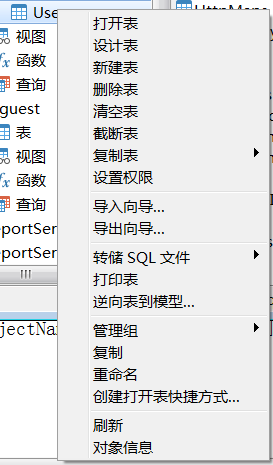 Use
打开表
设计表
视图
新建表
函数
删除表
查询
清空表
guest
截断表
表
复制表
视图
设置权限
函数
导入向导...
查询
导出向导...
eportSer
转储 SQL 文件
打印表
逆向表到模型...
管理组
jectNa
复制
重命名
创建打开表快捷方式...
刷新
对象信息